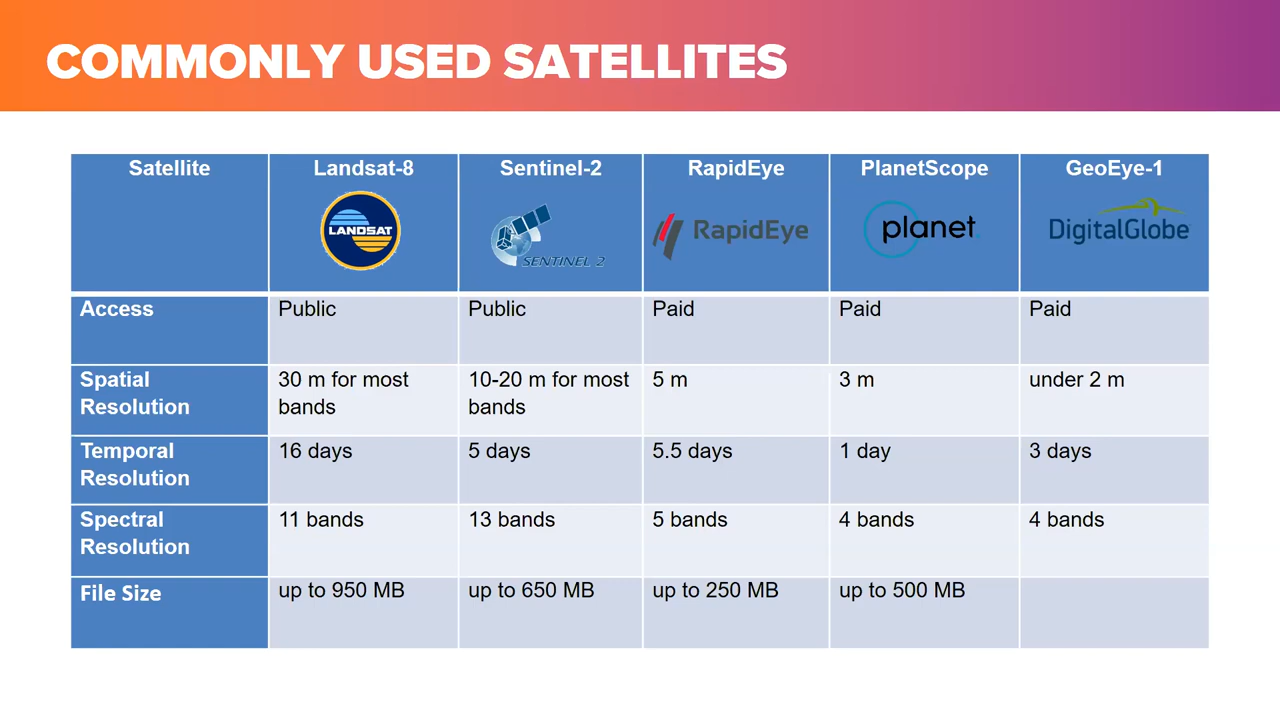 COMMONLY USED SATELLITES
Satellite
Landsat-8
Sentinel-2
RapidEye
PlanetScope
GeoEye-1
LANDSAT
SENTINEL 2
RapidEye
planet.
DigitalGlobe
Access
Public
Public
Paid
Paid
Paid
Spatial
Resolution
30 m for most
bands
10-20 m for most
bands
5 m
3 m
under 2 m
Temporal
Resolution
16 days
5 days
5.5 days
1 day
3 days
Spectral
Resolution
11 bands
13 bands
5 bands
4 bands
4 bands
File Size
up to 950 MB
up to 650 MB
up to 250 MB
up to 500 MB